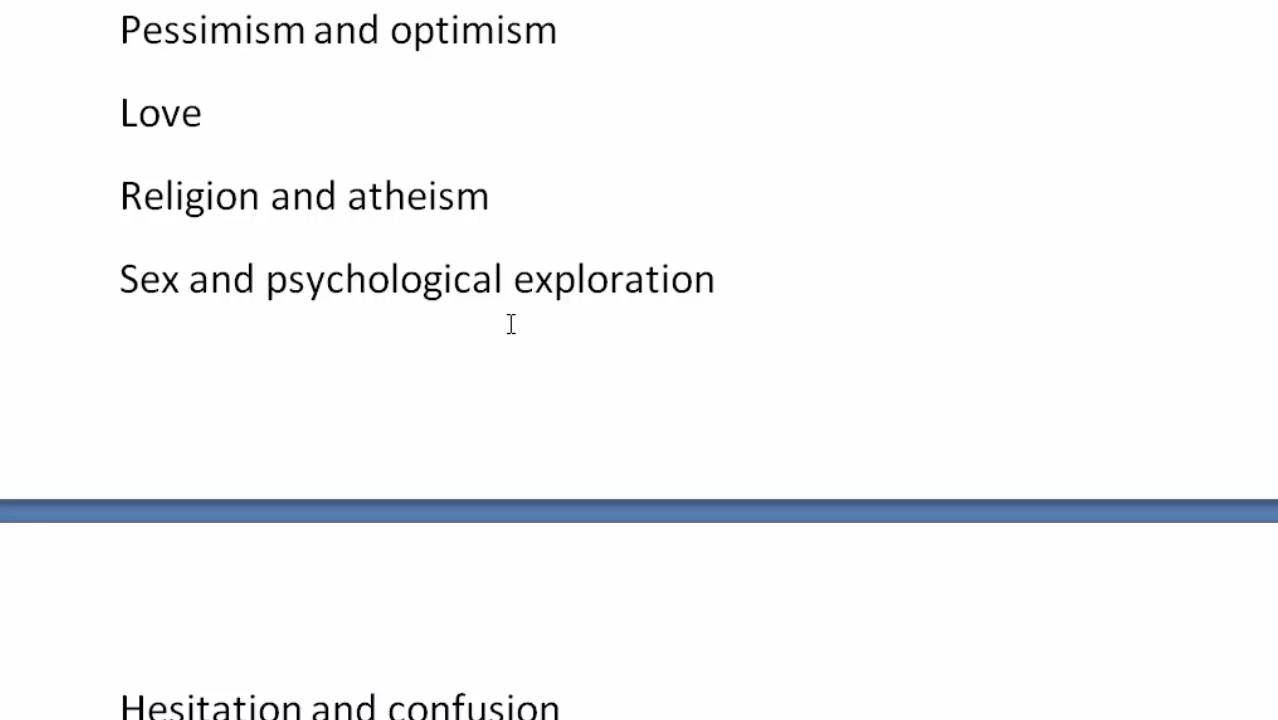 Pessimism and optimism
Love
Religion and atheism
Sex and psychological exploration
Hesitation and confusion